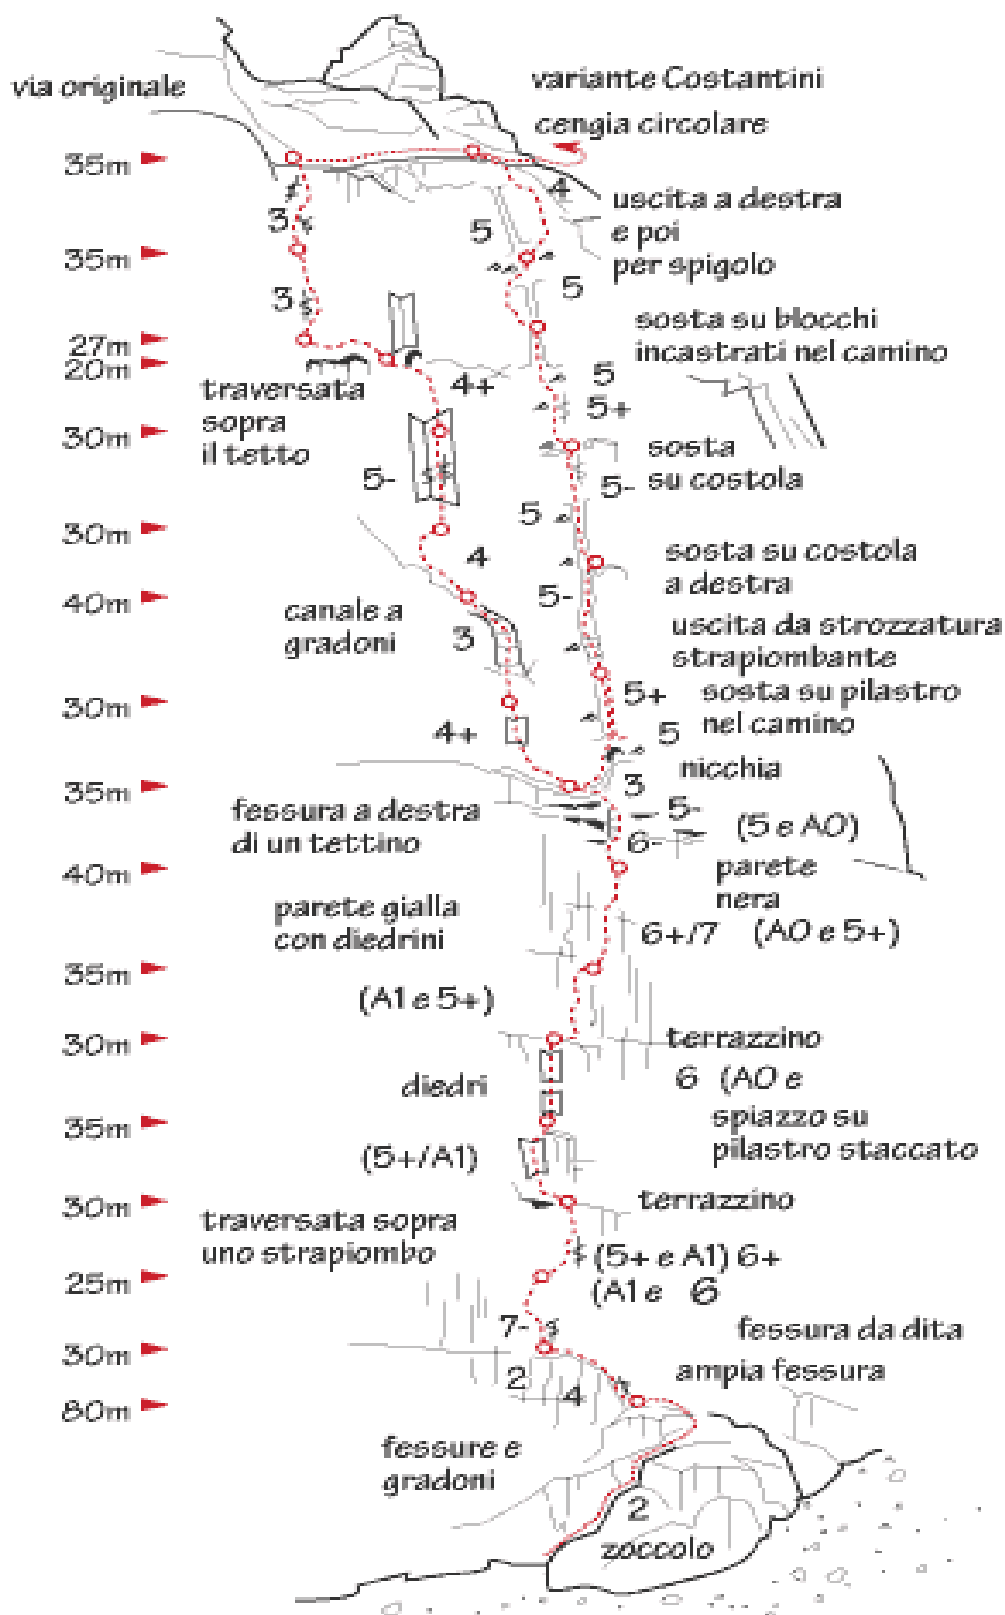 via originale
variante Costantini
cengia circolare
35m
4
4
uscita a destra
e poi
per spigolo
3
5
35m
5
3
sosta su blocchi
incastrati nel camino
27m
20m
traversata
sopra
il tetto
4+
5
5+
30m
sosta
su costola
5-
5-
5
30m
4
sosta su costola
a destra
40m
5-
canale a
gradoni
3
uscita da strozzatura
strapiombante
30m
5+
sosta su pilastro
nel camino
4+
5
nicchia
35m
3
fessura a destra
di un tettino
5-
6-
(5 e A0)
40m
parete
nera
parete gialla
con diedrini
6+/7
(A0 e 5+)
35m
(A1 e 5+)
30m
terrazzino
diedri
6 (A0 e
35m
spiazzo su
pilastro staccato
(5+/A1)
30m
terrazzino
traversata sopra
uno strapiombo
(5+ e A1) 6+
25m
(A1 e 6
7-
fessura da dita
30m
2
4
ampia fessura
80m
fessure e
gradoni
2
zoccolo